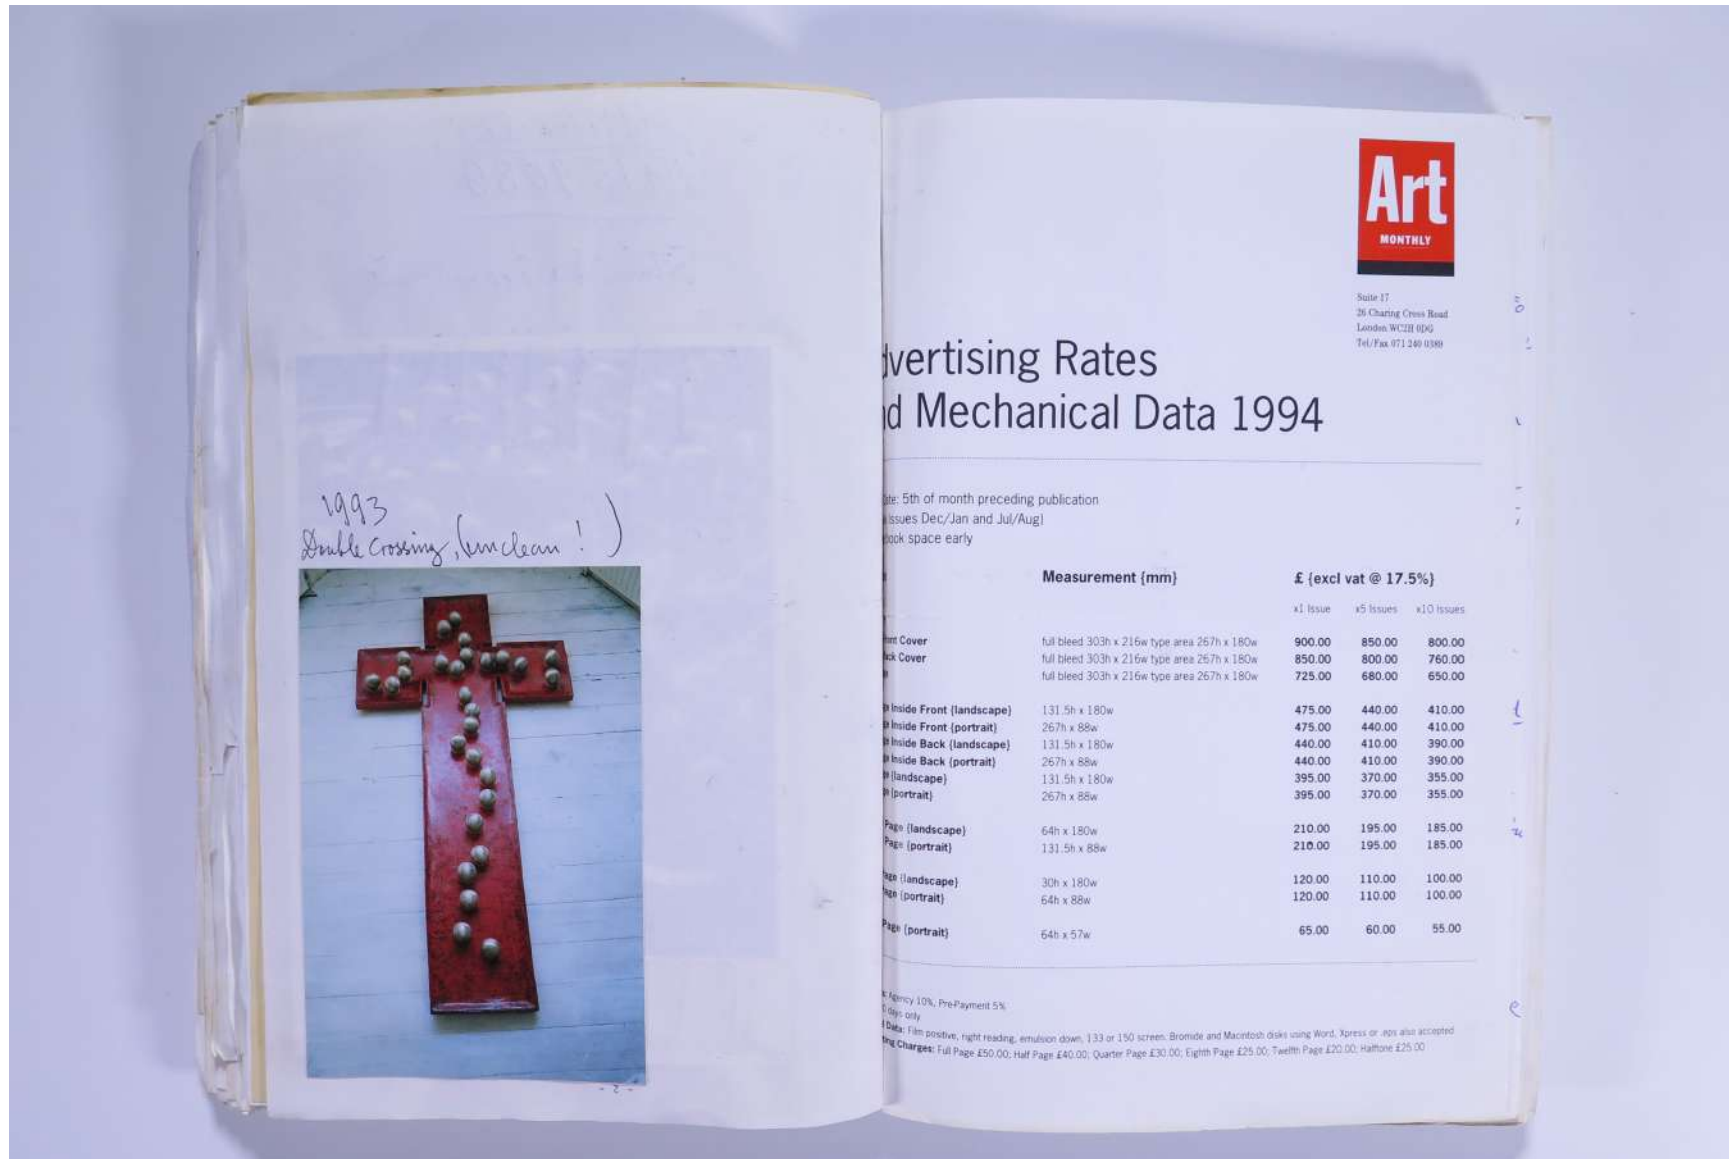 1993
Double Crossing, (unclean! )
- 2 -
Art
MONTHLY
Suite 17
26 Charing Cross Road
London WC2H 0DG
Tel/Fax 071 240 0389
dvertising Rates
nd Mechanical Data 1994
ate: 5th of month preceding publication
issues Dec/Jan and Jul/Aug}
book space early
Measurement {mm} £ {excl vat @ 17.5%}
x1 Issue x5 Issues x10 Issues
ont Cover full bleed 303h x 216w type area 267h x 180w 900.00 850.00 800.00
ack Cover full bleed 303h x 216w type area 267h x 180w 850.00 800.00 760.00
full bleed 303h x 216w type area 267h x 180w 725.00 680.00 650.00
Inside Front {landscape} 131.5h x 180w 475.00 440.00 410.00
Inside Front {portrait} 267h x 88w 475.00 440.00 410.00
Inside Back {landscape} 131.5h x 180w 440.00 410.00 390.00
Inside Back {portrait} 267h x 88w 440.00 410.00 390.00
{landscape} 131.5h x 180w 395.00 370.00 355.00
{portrait} 267h x 88w 395.00 370.00 355.00
Page {landscape} 64h x 180w 210.00 195.00 185.00
Page {portrait} 131.5h x 88w 210.00 195.00 185.00
age {landscape} 30h x 180w 120.00 110.00 100.00
age {portrait} 64h x 88w 120.00 110.00 100.00
Page {portrait} 64h x 57w 65.00 60.00 55.00
Agency 10%, Pre-Payment 5%
days only
Data: Film positive, right reading, emulsion down, 133 or 150 screen. Bromide and Macintosh disks using Word, Xpress or .eps also accepted
ting Charges: Full Page £50.00; Half Page £40.00; Quarter Page £30.00; Eighth Page £25.00; Twelfth Page £20.00; Halftone £25.00